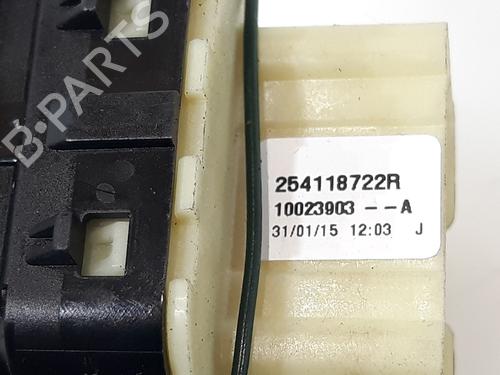 B-PARTS
254118722R
10023903 --A
31/01/15 12:03 J